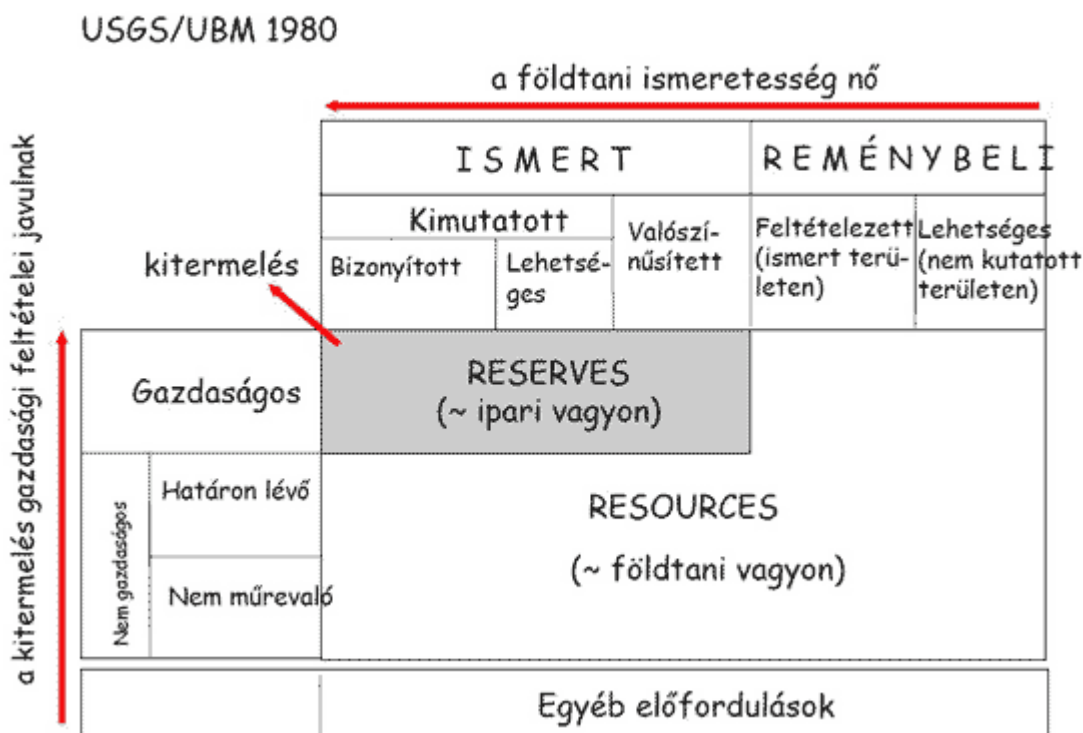 USGS/UBM 1980
a földtani ismeretesség nő
ISMERT
REMÉNYBELI
Kimutatott
Bizonyított
Lehetsé-
ges
Valószí-
nűsített
Feltételezett
(ismert terü-
leten)
Lehetséges
(nem kutatott
területen)
kitermelés
a kitermelés gazdasági feltételei javulnak
Gazdaságos
RESERVES
(~ ipari vagyon)
Nem gazdaságos
Határon lévő
Nem műrevaló
RESOURCES
(~ földtani vagyon)
Egyéb előfordulások